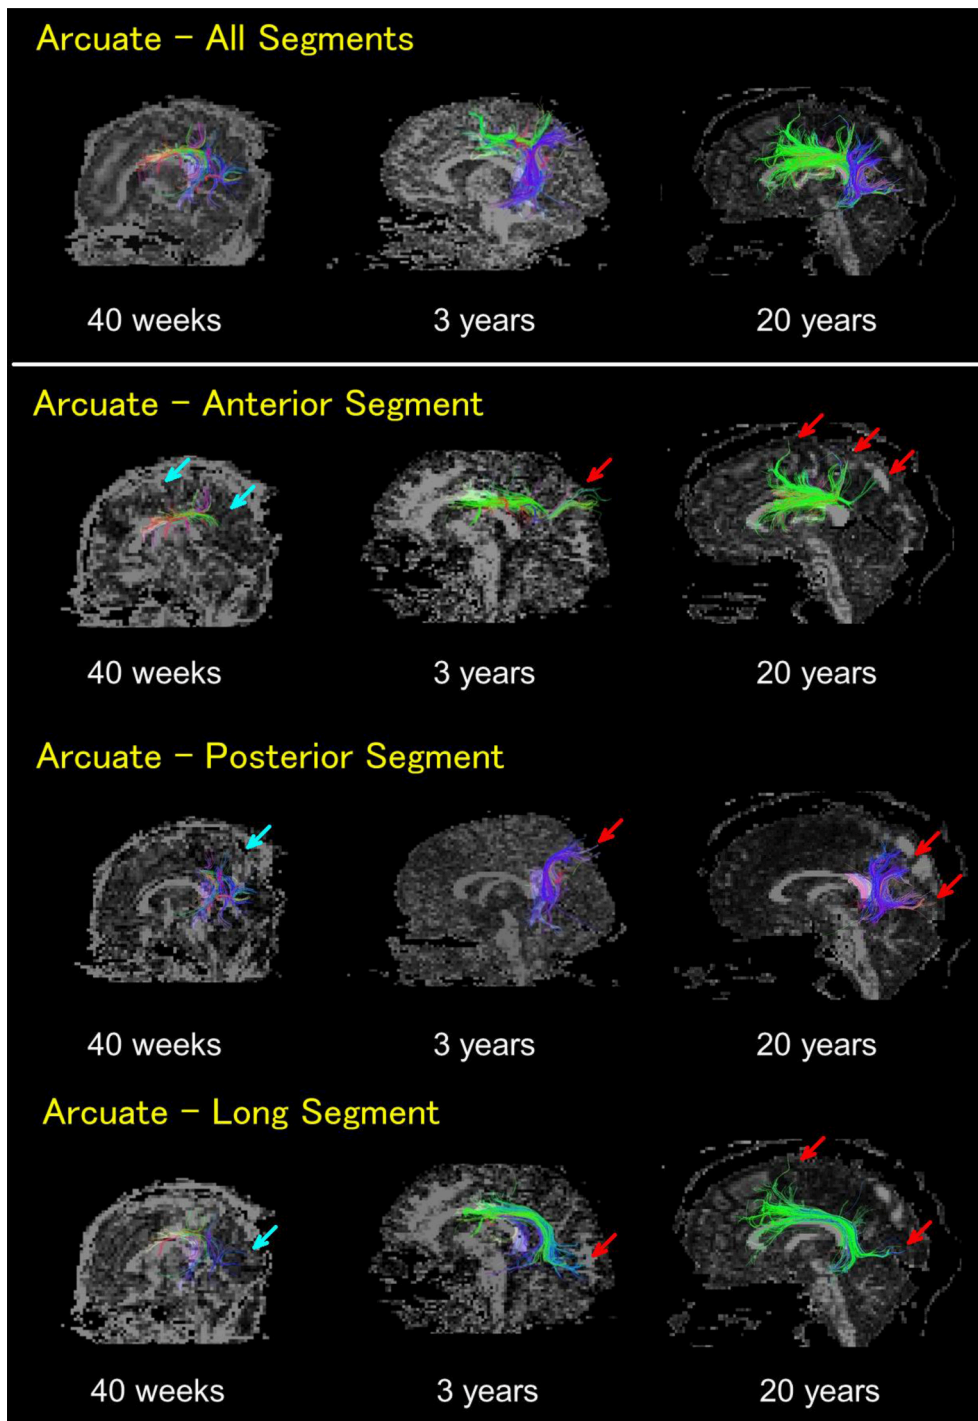 Arcuate - All Segments
40 weeks 3 years 20 years
Arcuate - Anterior Segment
40 weeks 3 years 20 years
Arcuate - Posterior Segment
40 weeks 3 years 20 years
Arcuate - Long Segment
40 weeks 3 years 20 years